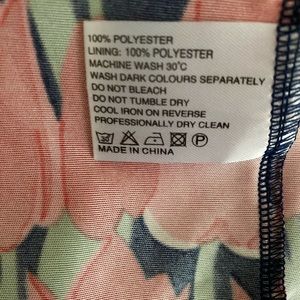 100% POLYESTER
LINING: 100% POLYESTER
MACHINE WASH 30°C
WASH DARK COLOURS SEPARATELY
DO NOT BLEACH
DO NOT TUMBLE DRY
COOL IRON ON REVERSE
PROFESSIONALLY DRY CLEAN
P
MADE IN CHINA